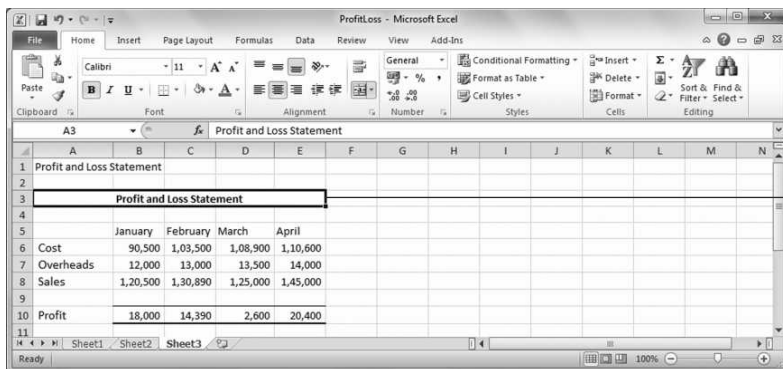 ProfitLoss - Microsoft Excel
File Home Insert Page Layout Formulas Data Review View Add-Ins
Paste Calibri 11 A A General Conditional Formatting Insert Σ
B I U A % , Format as Table Delete Sort & Find &
Cell Styles Format Filter Select
Clipboard Font Alignment Number Styles Cells Editing
A3 fx Profit and Loss Statement
A B C D E F G H I J K L M N
1 Profit and Loss Statement
2
3 Profit and Loss Statement
4
5 January February March April
6 Cost 90,500 1,03,500 1,08,900 1,10,600
7 Overheads 12,000 13,000 13,500 14,000
8 Sales 1,20,500 1,30,890 1,25,000 1,45,000
9
10 Profit 18,000 14,390 2,600 20,400
11
Sheet1 Sheet2 Sheet3
Ready 100%